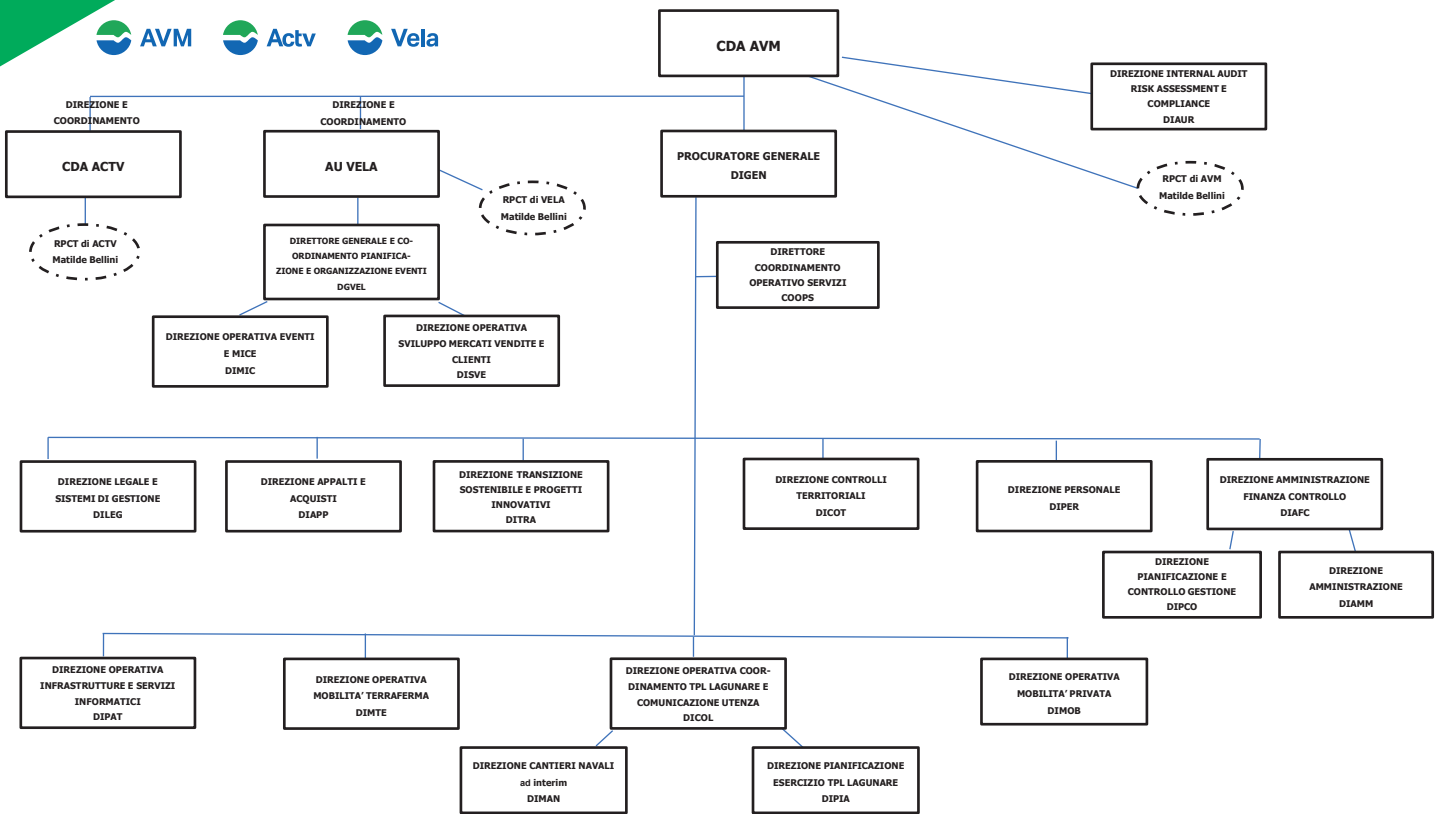 AVM
Actv
Vela
CDA AVM
DIREZIONE INTERNAL AUDIT
RISK ASSESSMENT E
COMPLIANCE
DIAUR
DIREZIONE E
COORDINAMENTO
DIREZIONE E
COORDINAMENTO
CDA ACTV
AU VELA
PROCURATORE GENERALE
DIGEN
RPCT di AVM
Matilde Bellini
RPCT di VELA
Matilde Bellini
RPCT di ACTV
Matilde Bellini
DIRETTORE GENERALE E CO-
ORDINAMENTO PIANIFICA-
ZIONE E ORGANIZZAZIONE EVENTI
DGVEL
DIRETTORE
COORDINAMENTO
OPERATIVO SERVIZI
COOPS
DIREZIONE OPERATIVA EVENTI
E MICE
DIMIC
DIREZIONE OPERATIVA
SVILUPPO MERCATI VENDITE E
CLIENTI
DISVE
DIREZIONE LEGALE E
SISTEMI DI GESTIONE
DILEG
DIREZIONE APPALTI E
ACQUISTI
DIAPP
DIREZIONE TRANSIZIONE
SOSTENIBILE E PROGETTI
INNOVATIVI
DITRA
DIREZIONE CONTROLLI
TERRITORIALI
DICOT
DIREZIONE PERSONALE
DIPER
DIREZIONE AMMINISTRAZIONE
FINANZA CONTROLLO
DIAFC
DIREZIONE
PIANIFICAZIONE E
CONTROLLO GESTIONE
DIPCO
DIREZIONE
AMMINISTRAZIONE
DIAMM
DIREZIONE OPERATIVA
INFRASTRUTTURE E SERVIZI
INFORMATICI
DIPAT
DIREZIONE OPERATIVA
MOBILITA’ TERRAFERMA
DIMTE
DIREZIONE OPERATIVA COOR-
DINAMENTO TPL LAGUNARE E
COMUNICAZIONE UTENZA
DICOL
DIREZIONE OPERATIVA
MOBILITA’ PRIVATA
DIMOB
DIREZIONE CANTIERI NAVALI
ad interim
DIMAN
DIREZIONE PIANIFICAZIONE
ESERCIZIO TPL LAGUNARE
DIPIA